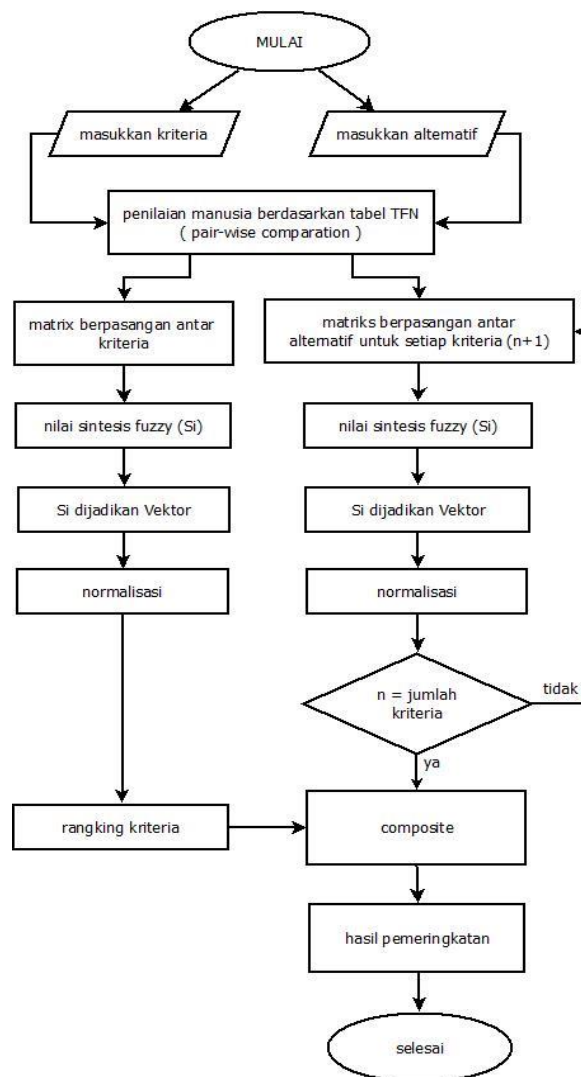 MULAI
masukkan kriteria
masukkan alternatif
penilaian manusia berdasarkan tabel TFN
( pair-wise comparation )
matrix berpasangan antar
kriteria
matriks berpasangan antar
alternatif untuk setiap kriteria (n+1)
nilai sintesis fuzzy (Si)
nilai sintesis fuzzy (Si)
Si dijadikan Vektor
Si dijadikan Vektor
normalisasi
normalisasi
n = jumlah
kriteria
tidak
ya
rangking kriteria
composite
hasil pemeringkatan
selesai